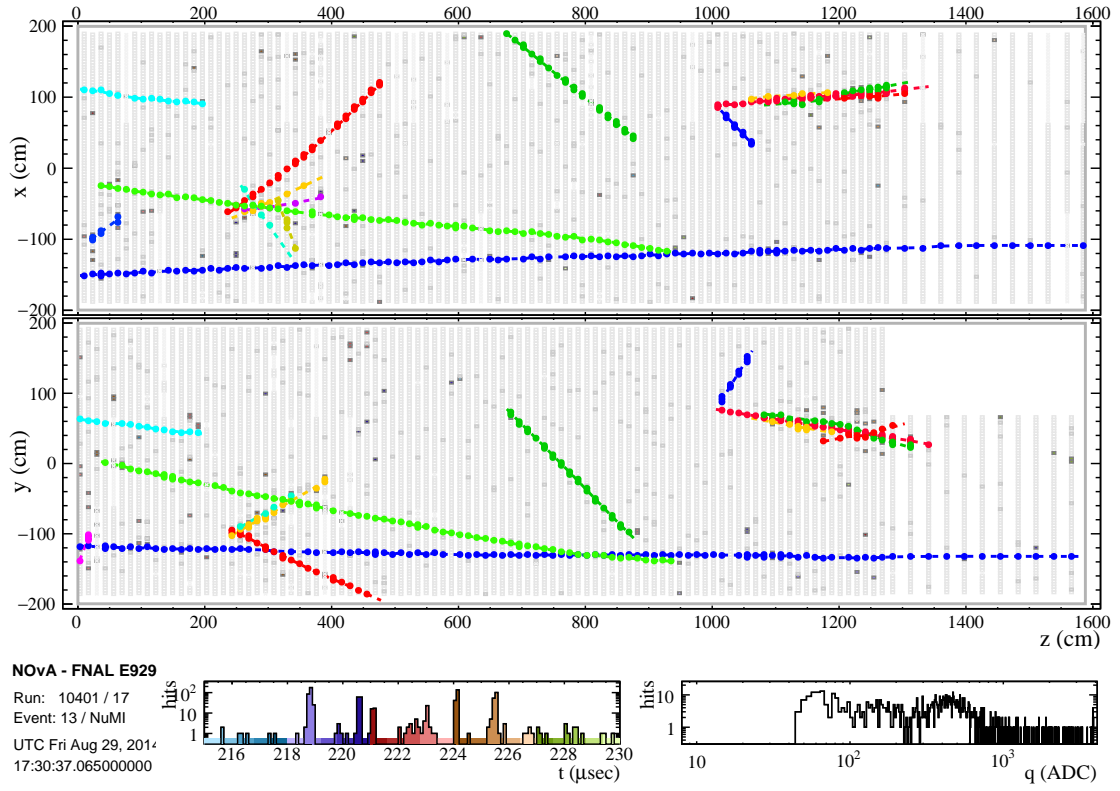 0 200 400 600 800 1000 1200 1400 1600
200
100
0
−100
−200
x (cm)
200
100
0
−100
−200
y (cm)
0 200 400 600 800 1000 1200 1400 1600
z (cm)
NOvA - FNAL E929
Run: 10401 / 17
Event: 13 / NuMI
UTC Fri Aug 29, 2014
17:30:37.065000000
hits
10²
10
1
216 218 220 222 224 226 228 230
t (μsec)
hits
10
1
10 10² 10³
q (ADC)